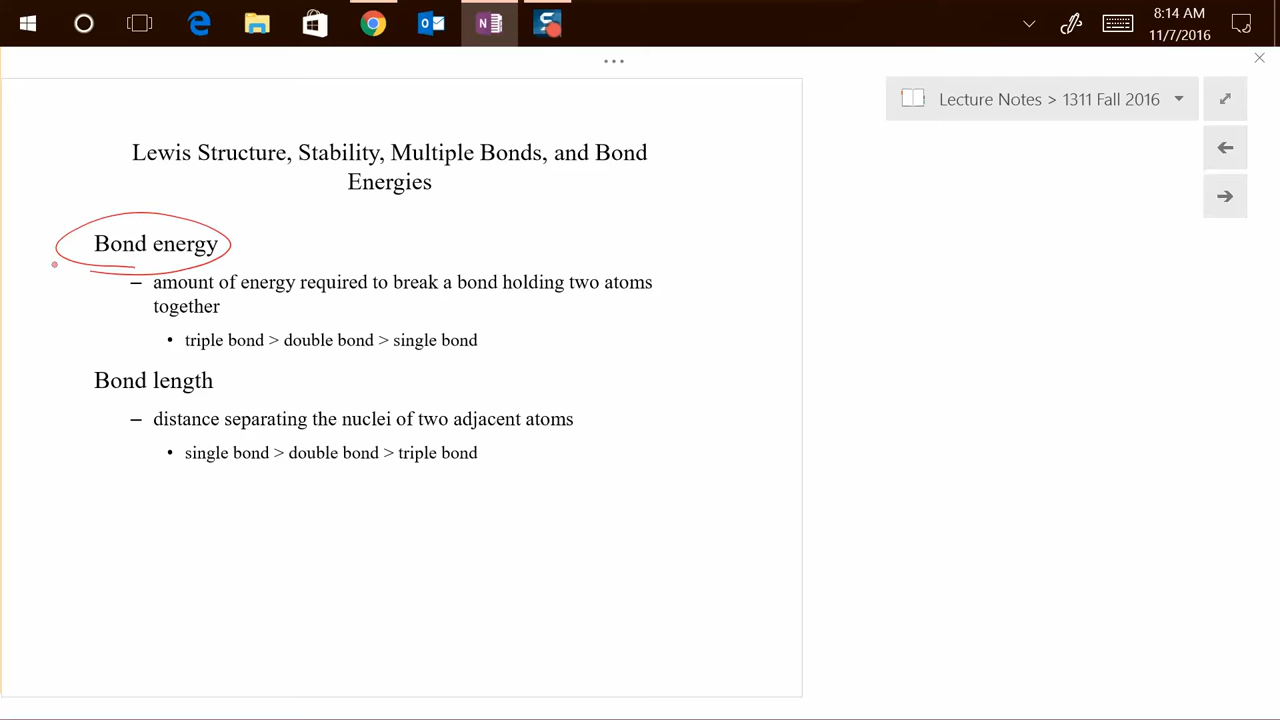 8:14 AM
11/7/2016
Lecture Notes > 1311 Fall 2016
Lewis Structure, Stability, Multiple Bonds, and Bond
Energies
Bond energy
– amount of energy required to break a bond holding two atoms
together
• triple bond > double bond > single bond
Bond length
– distance separating the nuclei of two adjacent atoms
• single bond > double bond > triple bond